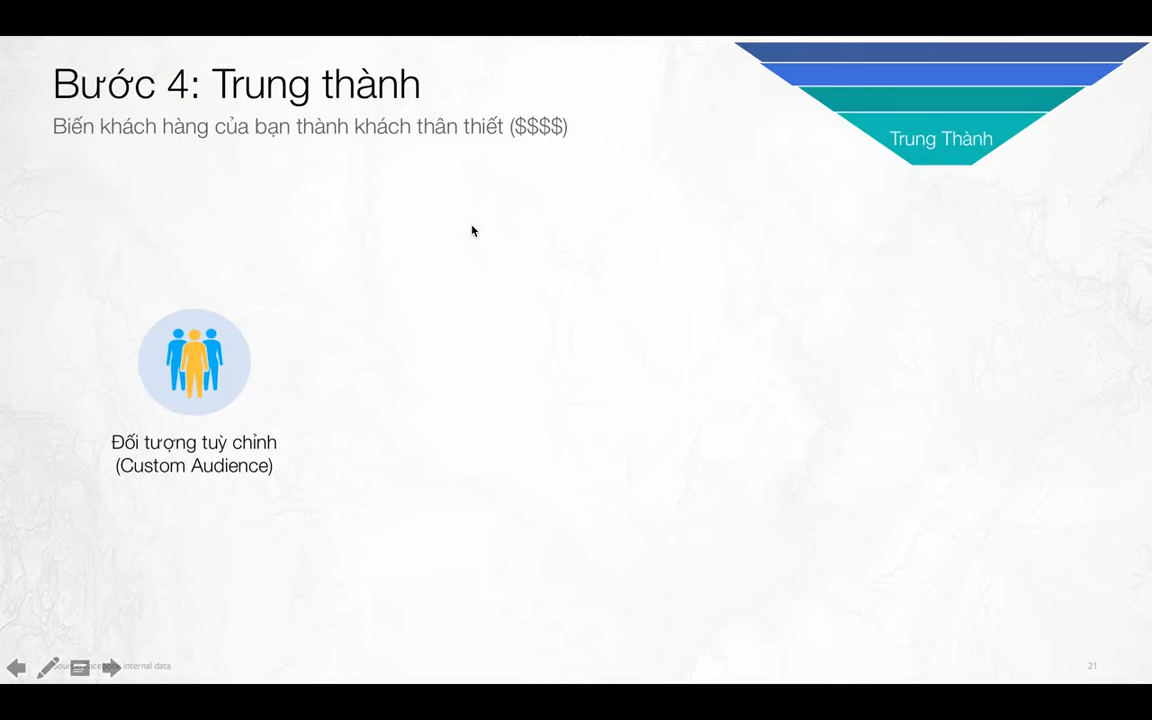 Bước 4: Trung thành
Biến khách hàng của bạn thành khách thân thiết ($$$$)
Trung Thành
Đối tượng tuỳ chỉnh
(Custom Audience)
internal data
21